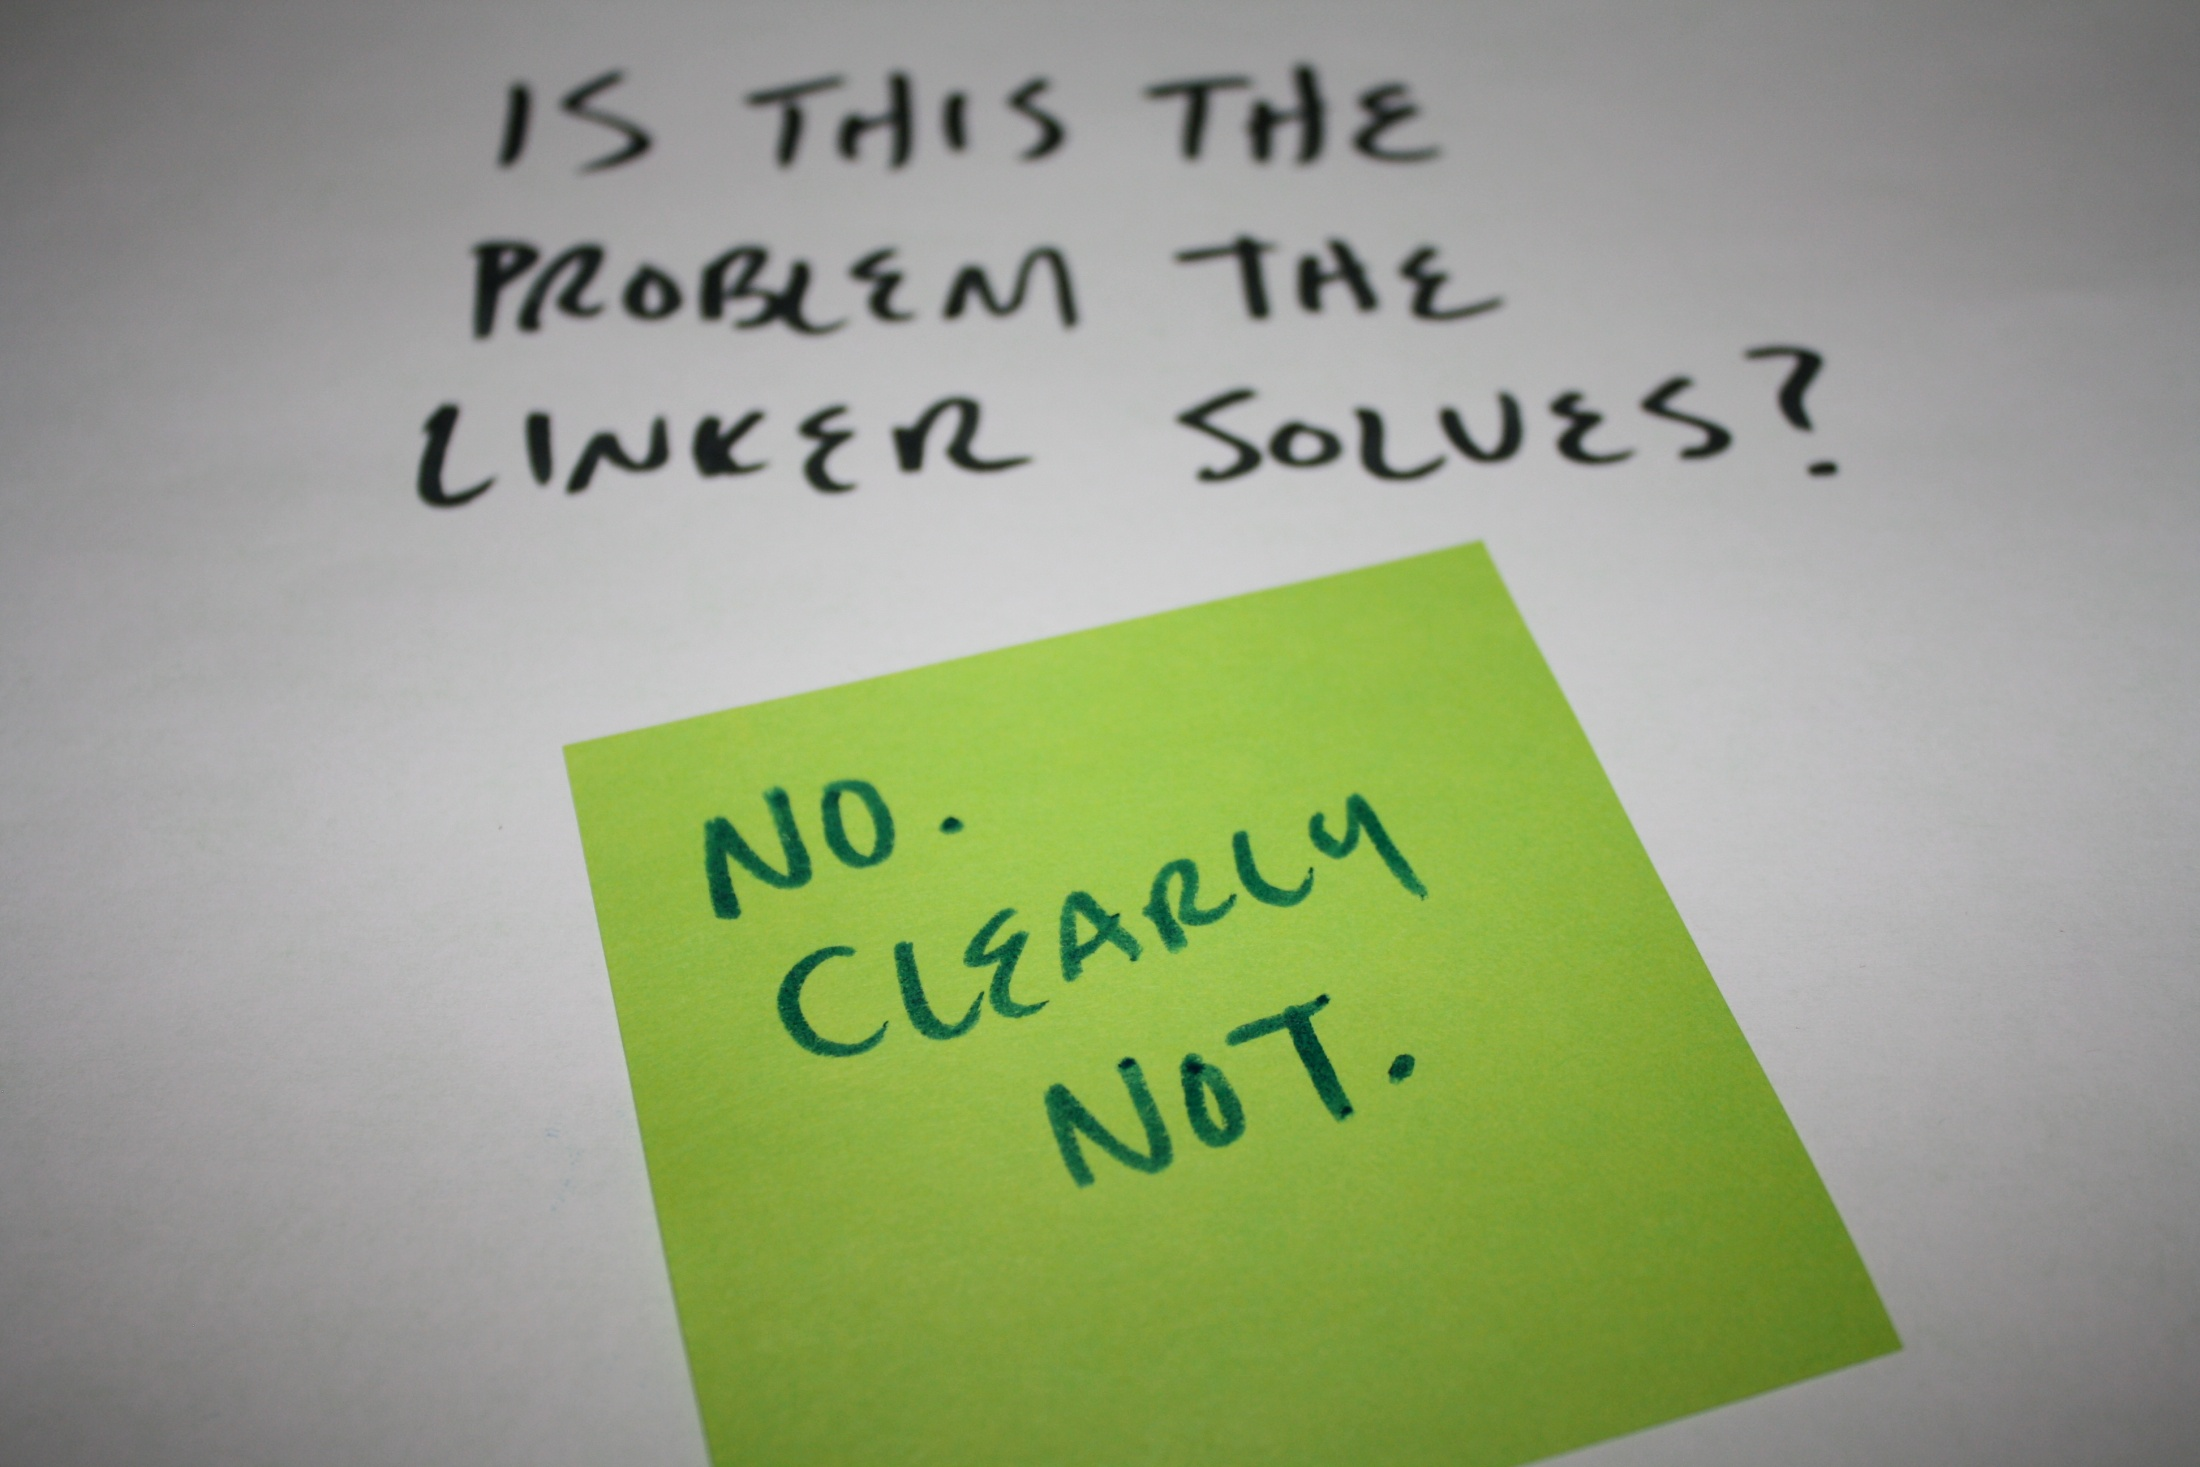 IS THIS THE
PROBLEM THE
LINKER SOLVES?
NO.
CLEARLY
NOT.